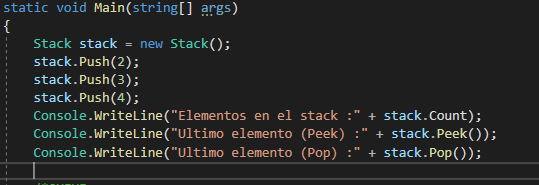 static void Main(string[] args)
{
Stack stack = new Stack();
stack.Push(2);
stack.Push(3);
stack.Push(4);
Console.WriteLine("Elementos en el stack :" + stack.Count);
Console.WriteLine("Ultimo elemento (Peek) :" + stack.Peek());
Console.WriteLine("Ultimo elemento (Pop) :" + stack.Pop());